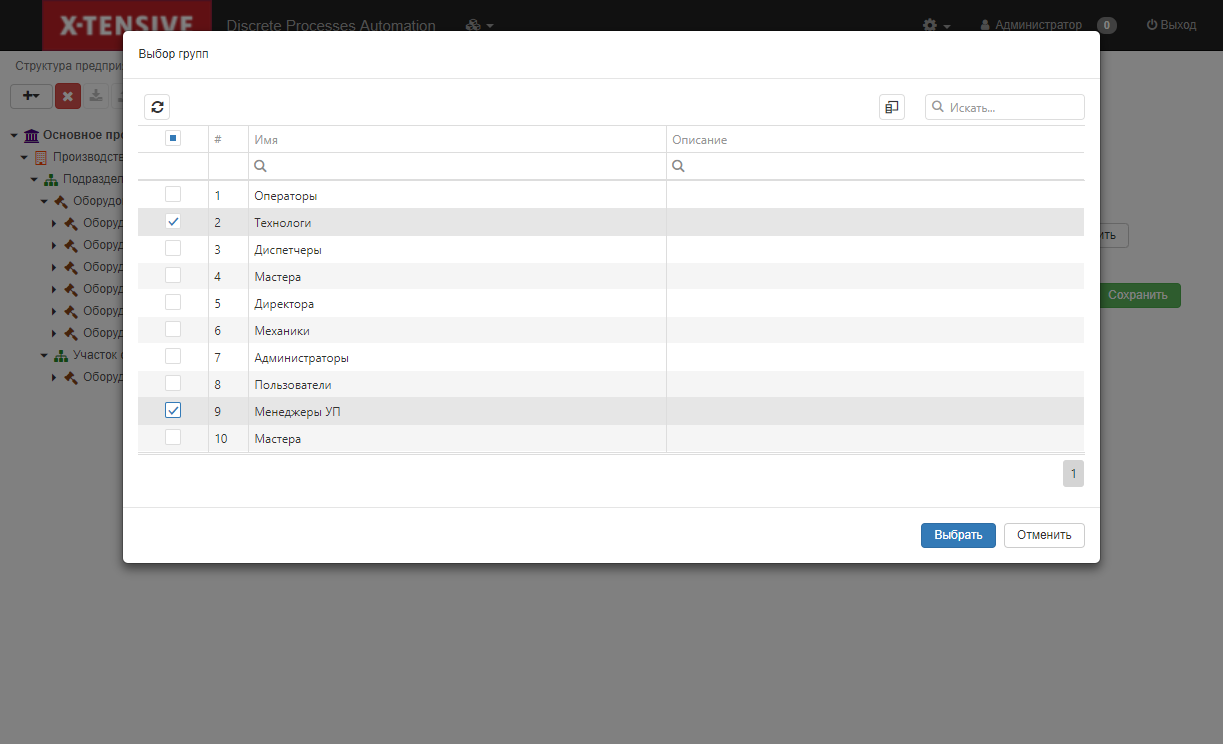 X-TENSIVE Discrete Processes Automation Администратор 0 Выход
Структура предпри
Выбор групп
Искать...
# Имя Описание
1 Операторы
2 Технологи
3 Диспетчеры
4 Мастера
5 Директора
6 Механики
7 Администраторы
8 Пользователи
9 Менеджеры УП
10 Мастера
1
Выбрать Отменить
Основное пр
Производств
Подраздел
Оборудо
Оборуд
Оборуд
Оборуд
Оборуд
Оборуд
Оборуд
Участок
Оборуд
ить
Сохранить